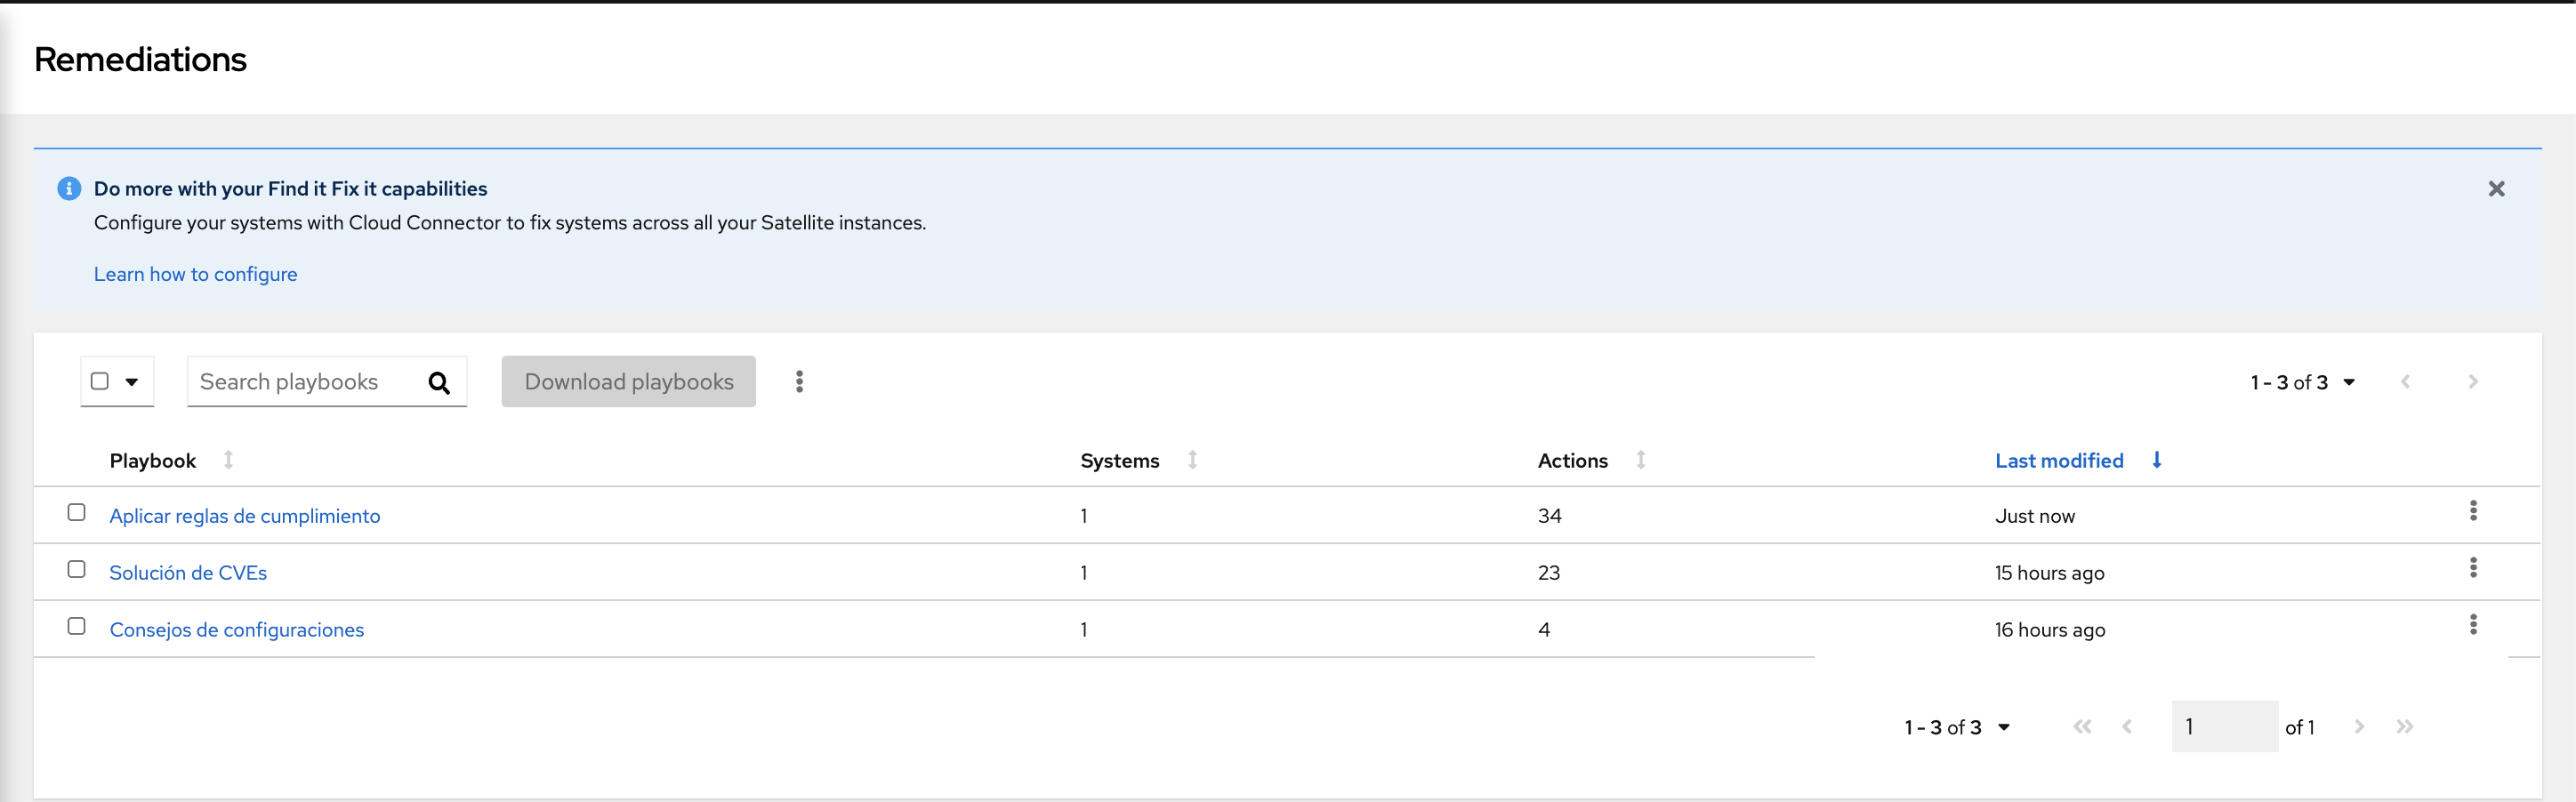 Remediations
Do more with your Find it Fix it capabilities
Configure your systems with Cloud Connector to fix systems across all your Satellite instances.
Learn how to configure
Search playbooks Download playbooks 1 - 3 of 3
Playbook Systems Actions Last modified
Aplicar reglas de cumplimiento 1 34 Just now
Solución de CVEs 1 23 15 hours ago
Consejos de configuraciones 1 4 16 hours ago
1 - 3 of 3 1 of 1